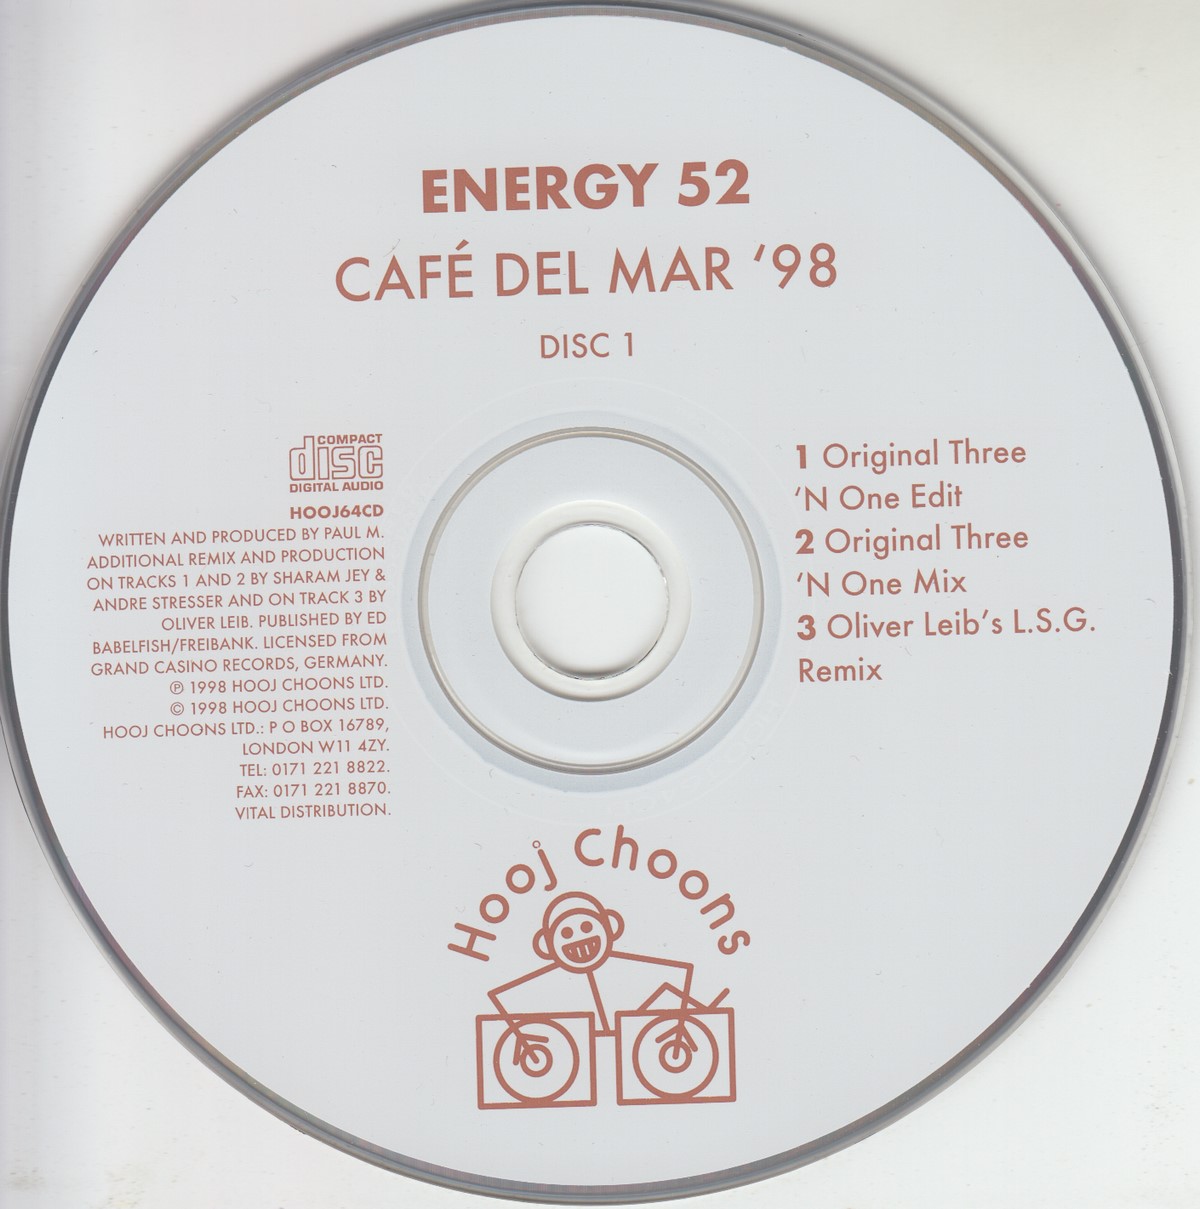 ENERGY 52
CAFÉ DEL MAR ‘98
DISC 1
COMPACT
disc
DIGITAL AUDIO
HOOJ64CD
WRITTEN AND PRODUCED BY PAUL M.
ADDITIONAL REMIX AND PRODUCTION
ON TRACKS 1 AND 2 BY SHARAM JEY &
ANDRE STRESSER AND ON TRACK 3 BY
OLIVER LEIB. PUBLISHED BY ED
BABELFISH/FREIBANK. LICENSED FROM
GRAND CASINO RECORDS, GERMANY.
℗ 1998 HOOJ CHOONS LTD.
© 1998 HOOJ CHOONS LTD.
HOOJ CHOONS LTD.: P O BOX 16789,
LONDON W11 4ZY.
TEL: 0171 221 8822.
FAX: 0171 221 8870.
VITAL DISTRIBUTION.
1 Original Three
‘N One Edit
2 Original Three
‘N One Mix
3 Oliver Leib’s L.S.G.
Remix
Hooj Choons